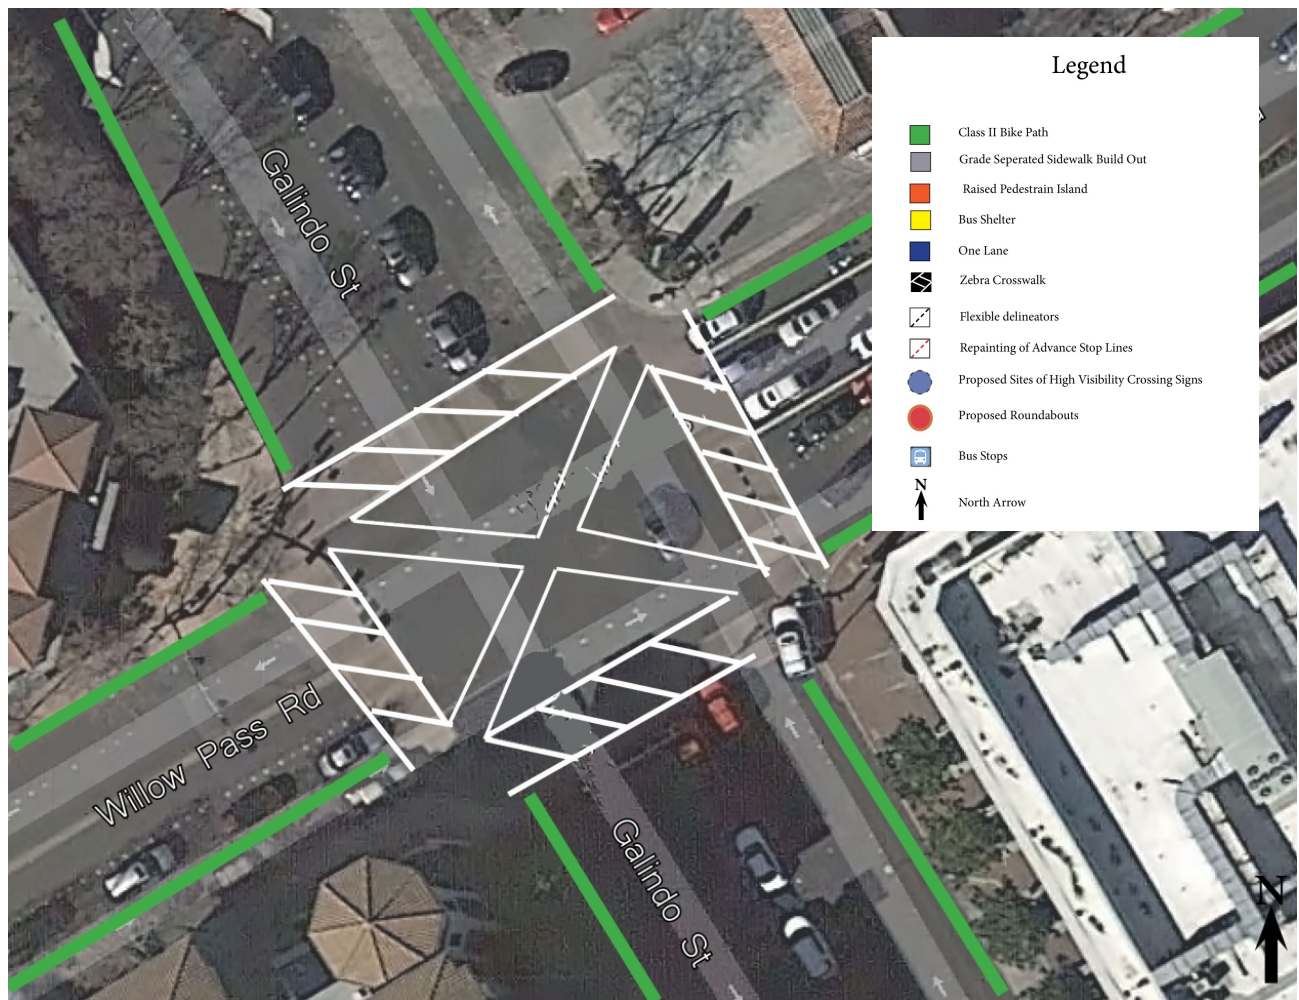 Legend
Class II Bike Path
Grade Seperated Sidewalk Build Out
Raised Pedestrain Island
Bus Shelter
One Lane
Zebra Crosswalk
Flexible delineators
Repainting of Advance Stop Lines
Proposed Sites of High Visibility Crossing Signs
Proposed Roundabouts
Bus Stops
N
North Arrow
Galindo St
Willow Pass Rd
Galindo St
N